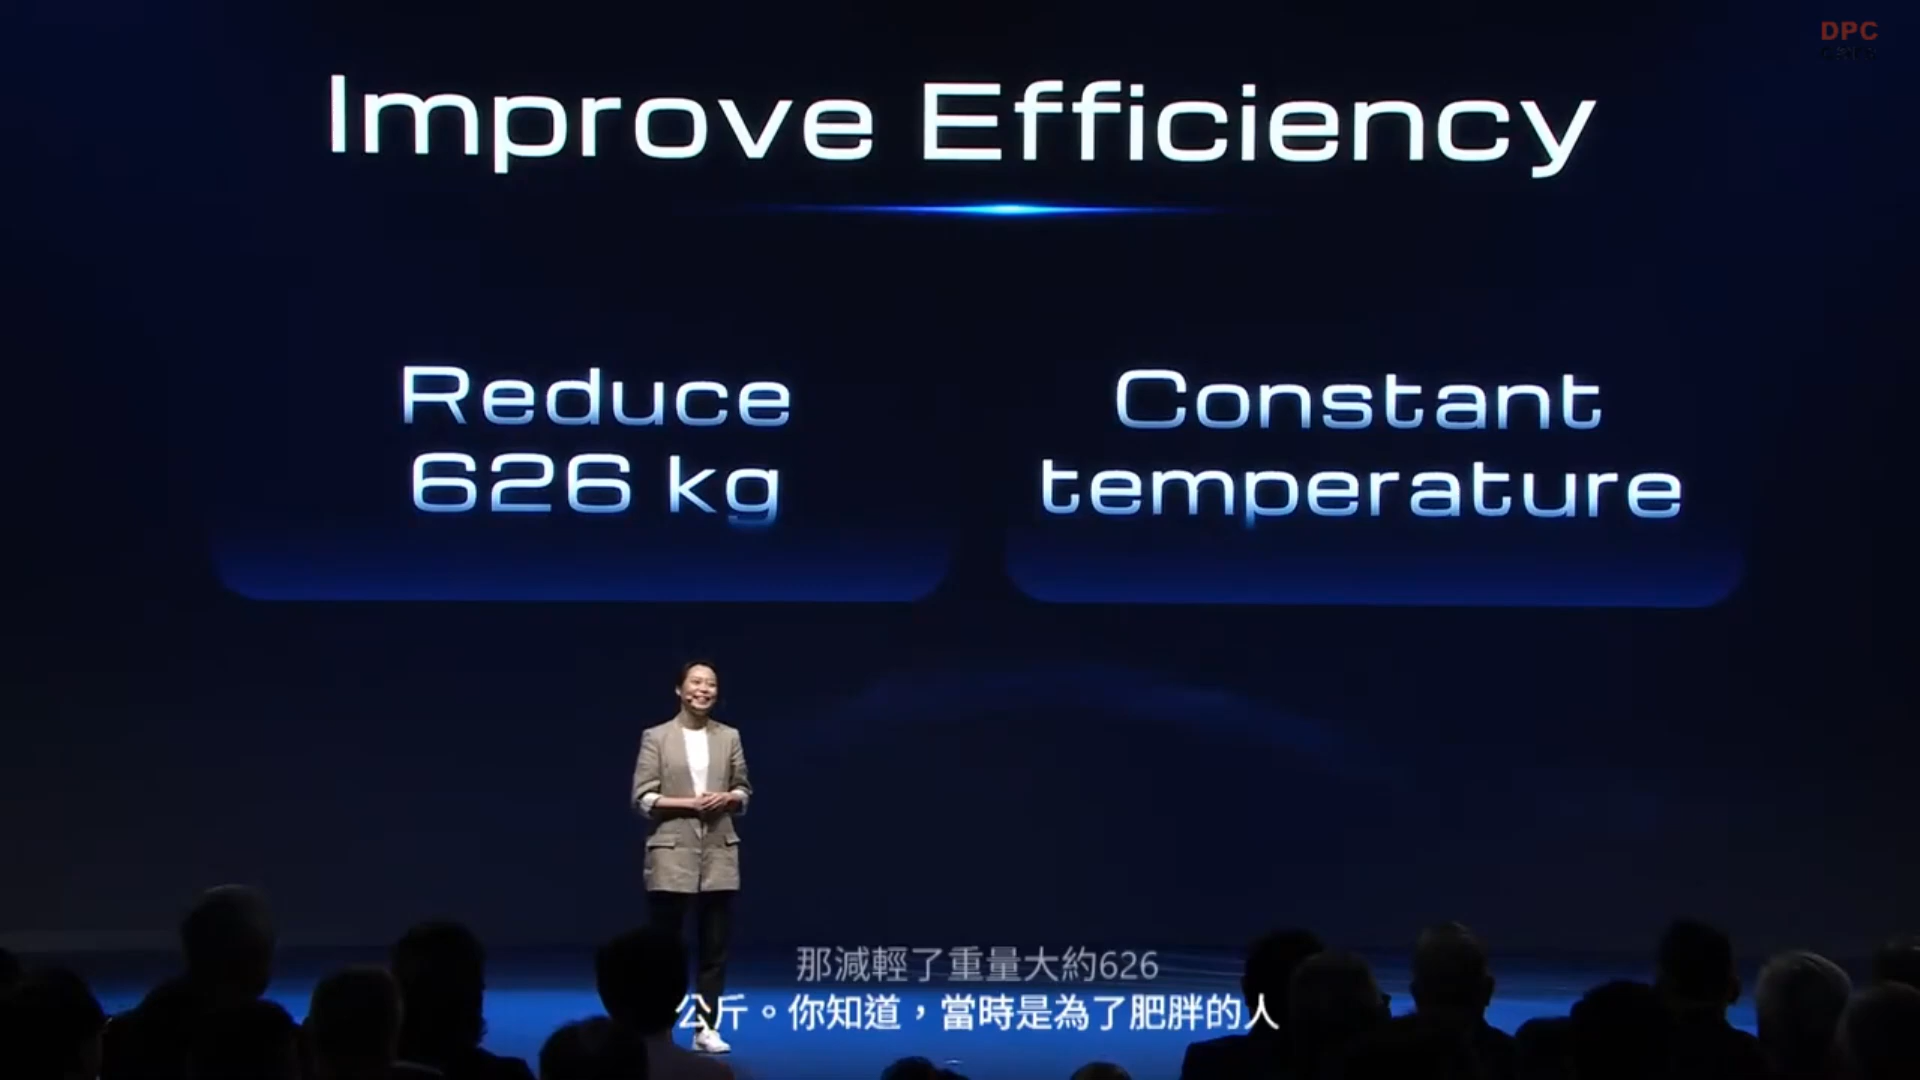 DPC
Improve Efficiency
Reduce
626 kg
Constant
temperature
那減輕了重量大約626
公斤。你知道,當時是為了肥胖的人